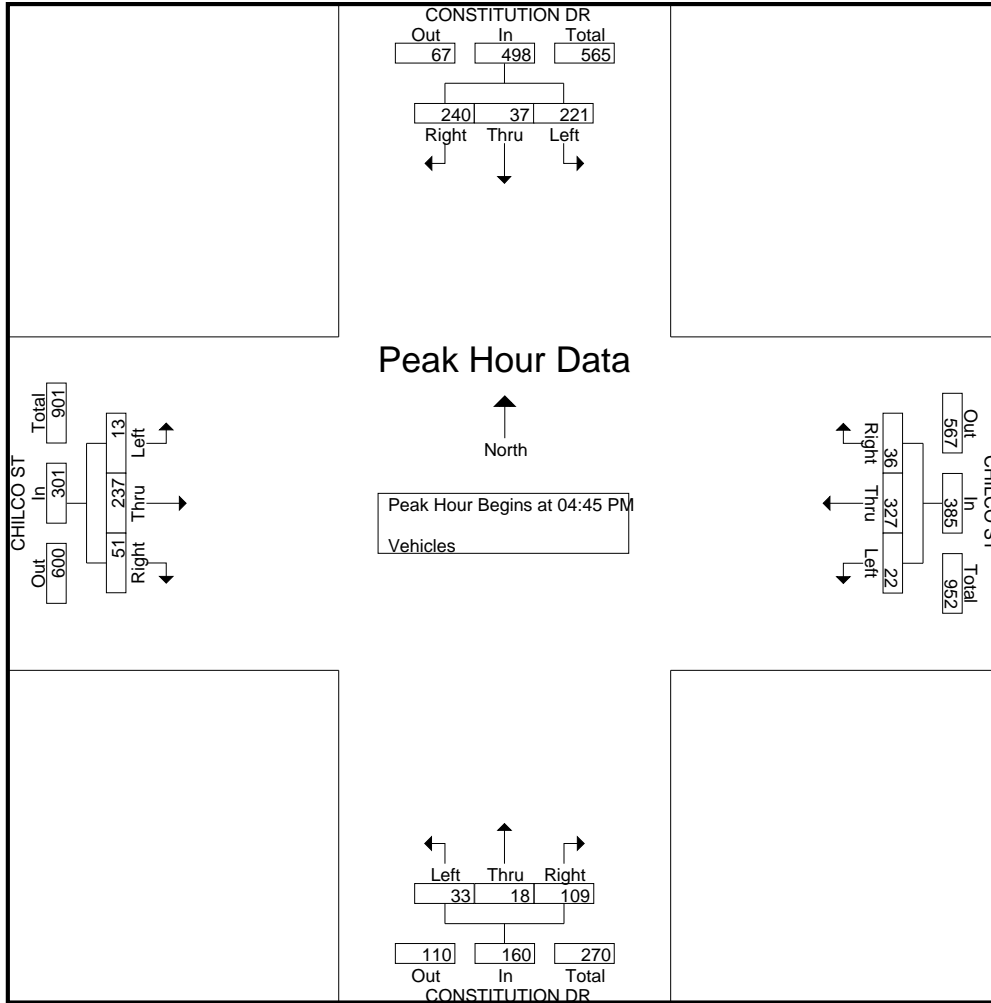 CONSTITUTION DR
Out In Total
67 498 565
240 37 221
Right Thru Left
Peak Hour Data
North
Peak Hour Begins at 04:45 PM
Vehicles
CHILCO ST
Total In Out
901 301 600
13 237 51
Left Thru Right
CHILCO ST
Out In Total
567 385 952
36 327 22
Right Thru Left
Left Thru Right
33 18 109
110 160 270
Out In Total
CONSTITUTION DR